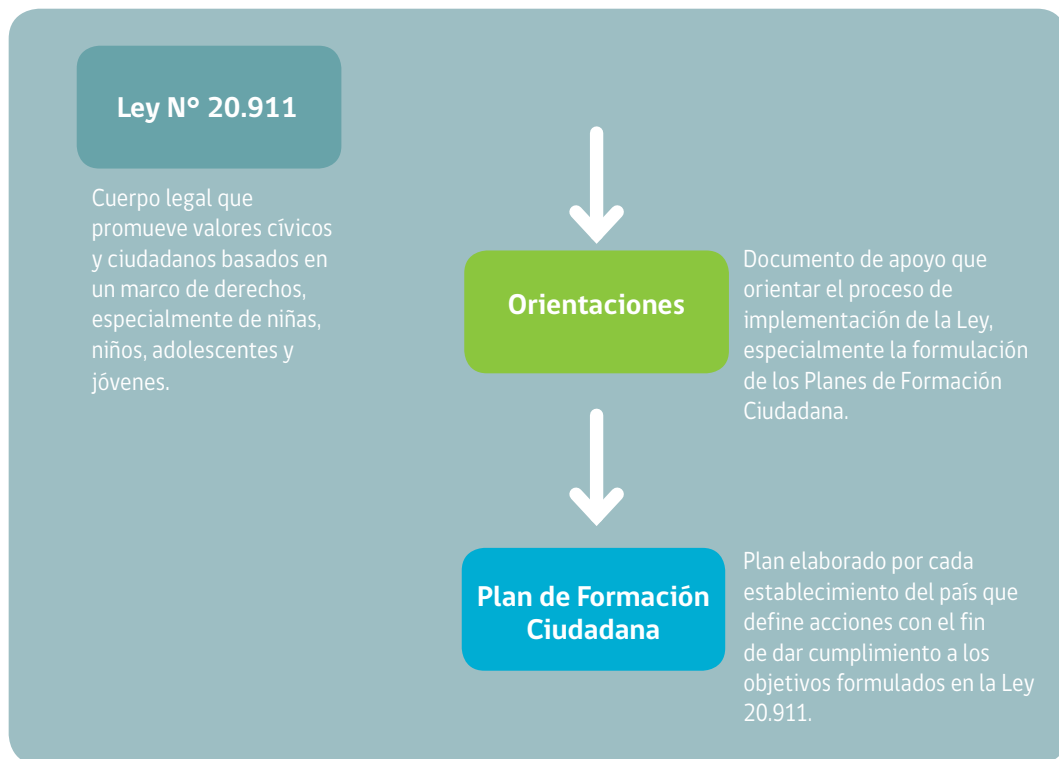 Ley N° 20.911
Cuerpo legal que
promueve valores cívicos
y ciudadanos basados en
un marco de derechos,
especialmente de niñas,
niños, adolescentes y
jóvenes.
Orientaciones
Documento de apoyo que
orientar el proceso de
implementación de la Ley,
especialmente la formulación
de los Planes de Formación
Ciudadana.
Plan de Formación
Ciudadana
Plan elaborado por cada
establecimiento del país que
define acciones con el fin
de dar cumplimiento a los
objetivos formulados en la Ley
20.911.